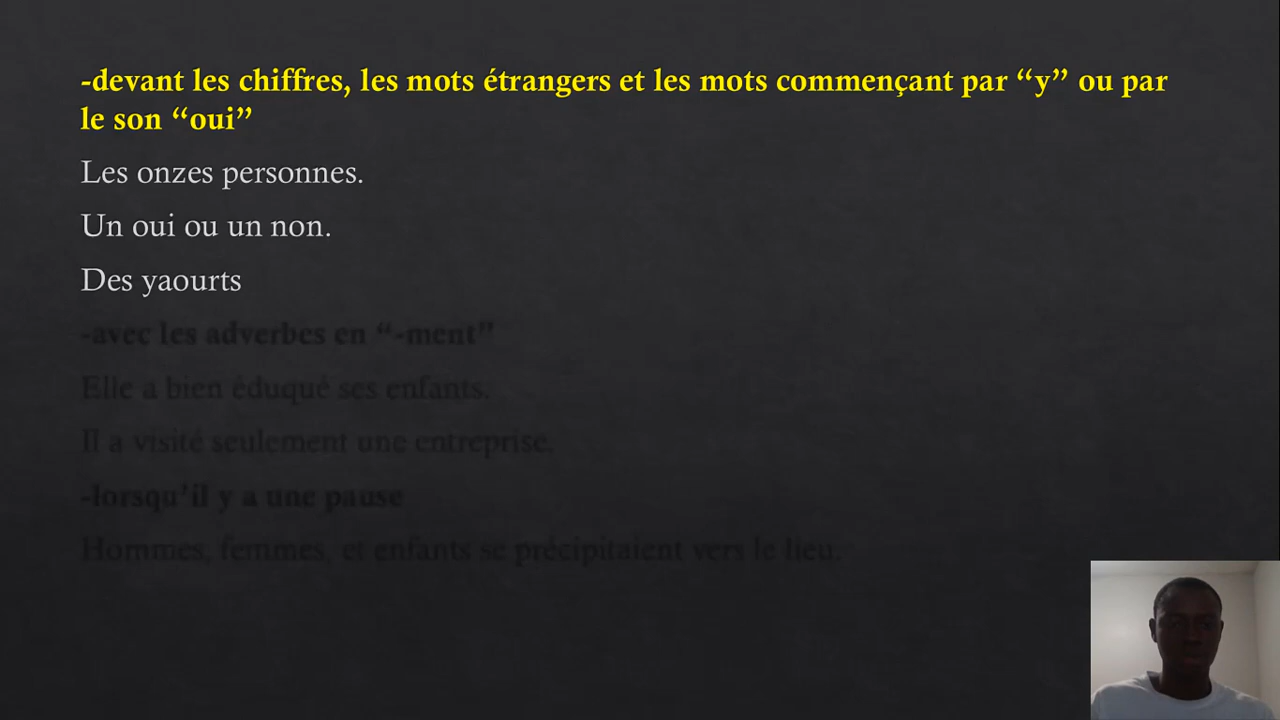 -devant les chiffres, les mots étrangers et les mots commençant par “y” ou par
le son “oui”
Les onzes personnes.
Un oui ou un non.
Des yaourts
-avec les adverbes en “-ment”
Elle a bien éduqué ses enfants.
Il a visité seulement une entreprise.
-lorsqu’il y a une pause
Hommes, femmes, et enfants se précipitaient vers le lieu.